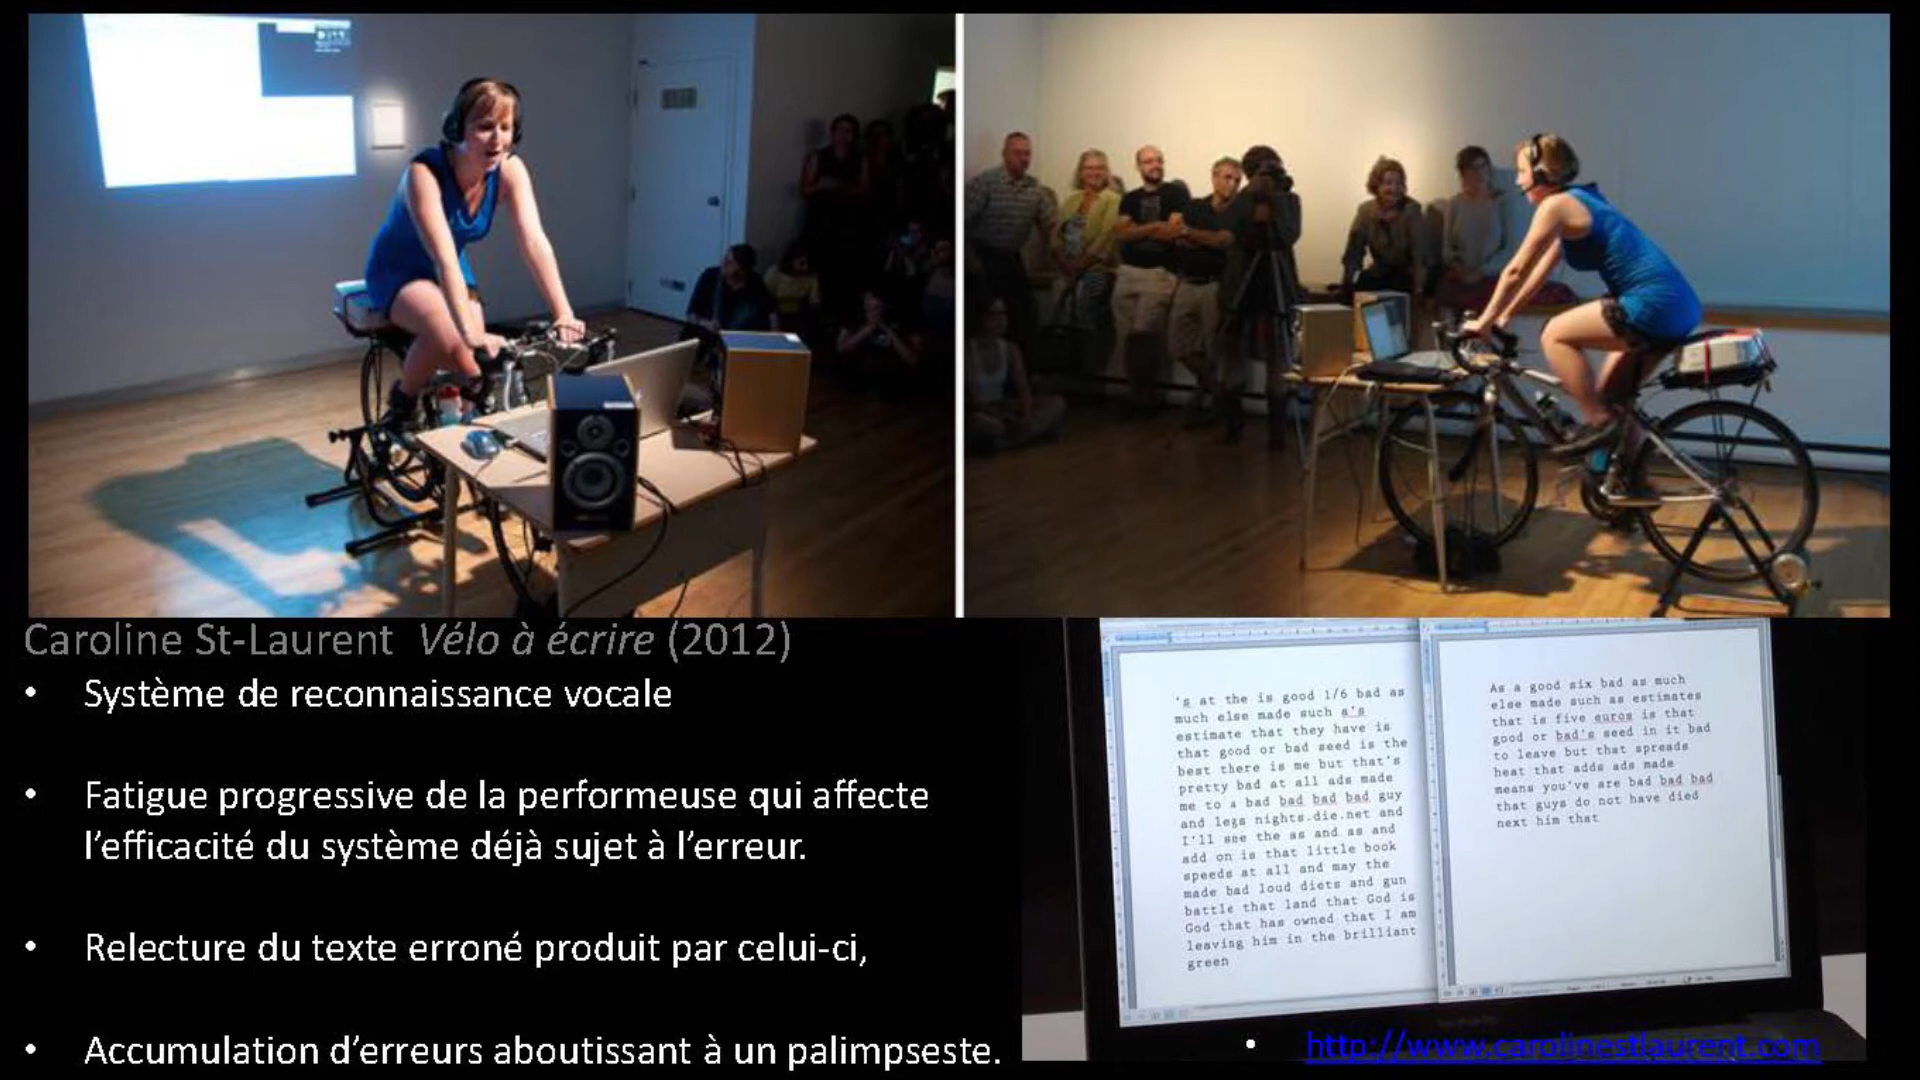 Caroline St-Laurent Vélo à écrire (2012)
• Système de reconnaissance vocale
• Fatigue progressive de la performeuse qui affecte
l'efficacité du système déjà sujet à l'erreur.
• Relecture du texte erroné produit par celui-ci,
• Accumulation d'erreurs aboutissant à un palimpseste.
's at the is good 1/6 bad as
much else made such a's
estimate that they have is
that good or bad seed is the
best there is me but that's
pretty bad at all ads made
me to a bad bad bad bad guy
and legs nights.die.net and
I'll see the as and as and
add on is that little book
speeds at all and may the
made bad loud diets and gun
battle that land that God is
God that has owned that I am
leaving him in the brilliant
green
As a good six bad as much
else made such as estimates
that is five euros is that
good or bad's seed in it bad
to leave but that spreads
heat that adds ads made
means you've are bad bad bad
that guys do not have died
next him that
• http://www.carolinestlaurent.com